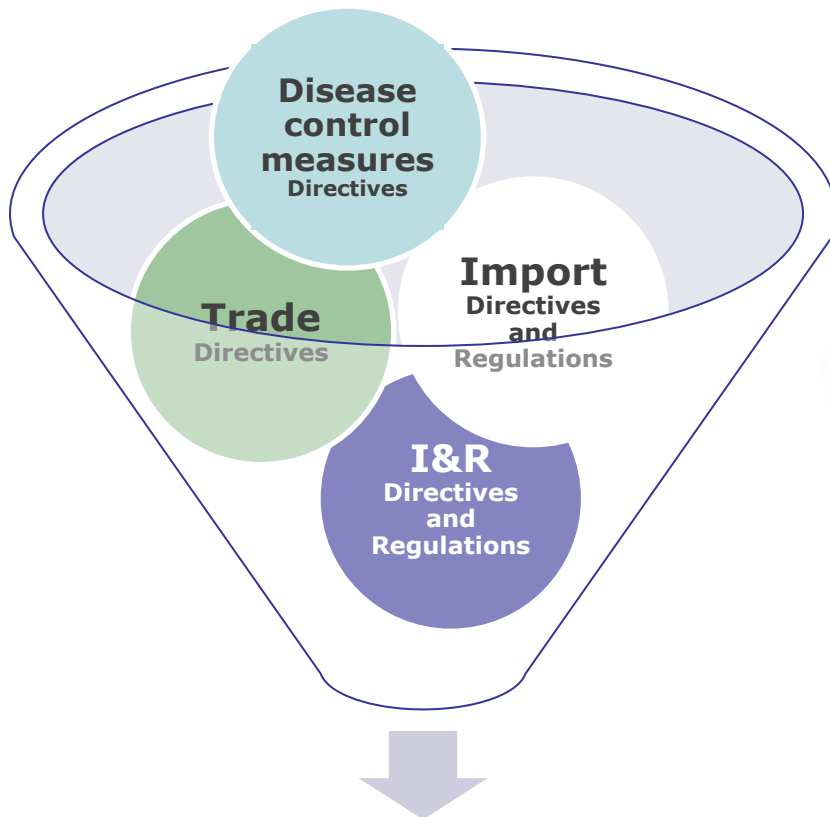 Disease
control
measures
Directives
Trade
Directives
Import
Directives
and
Regulations
I&R
Directives
and
Regulations